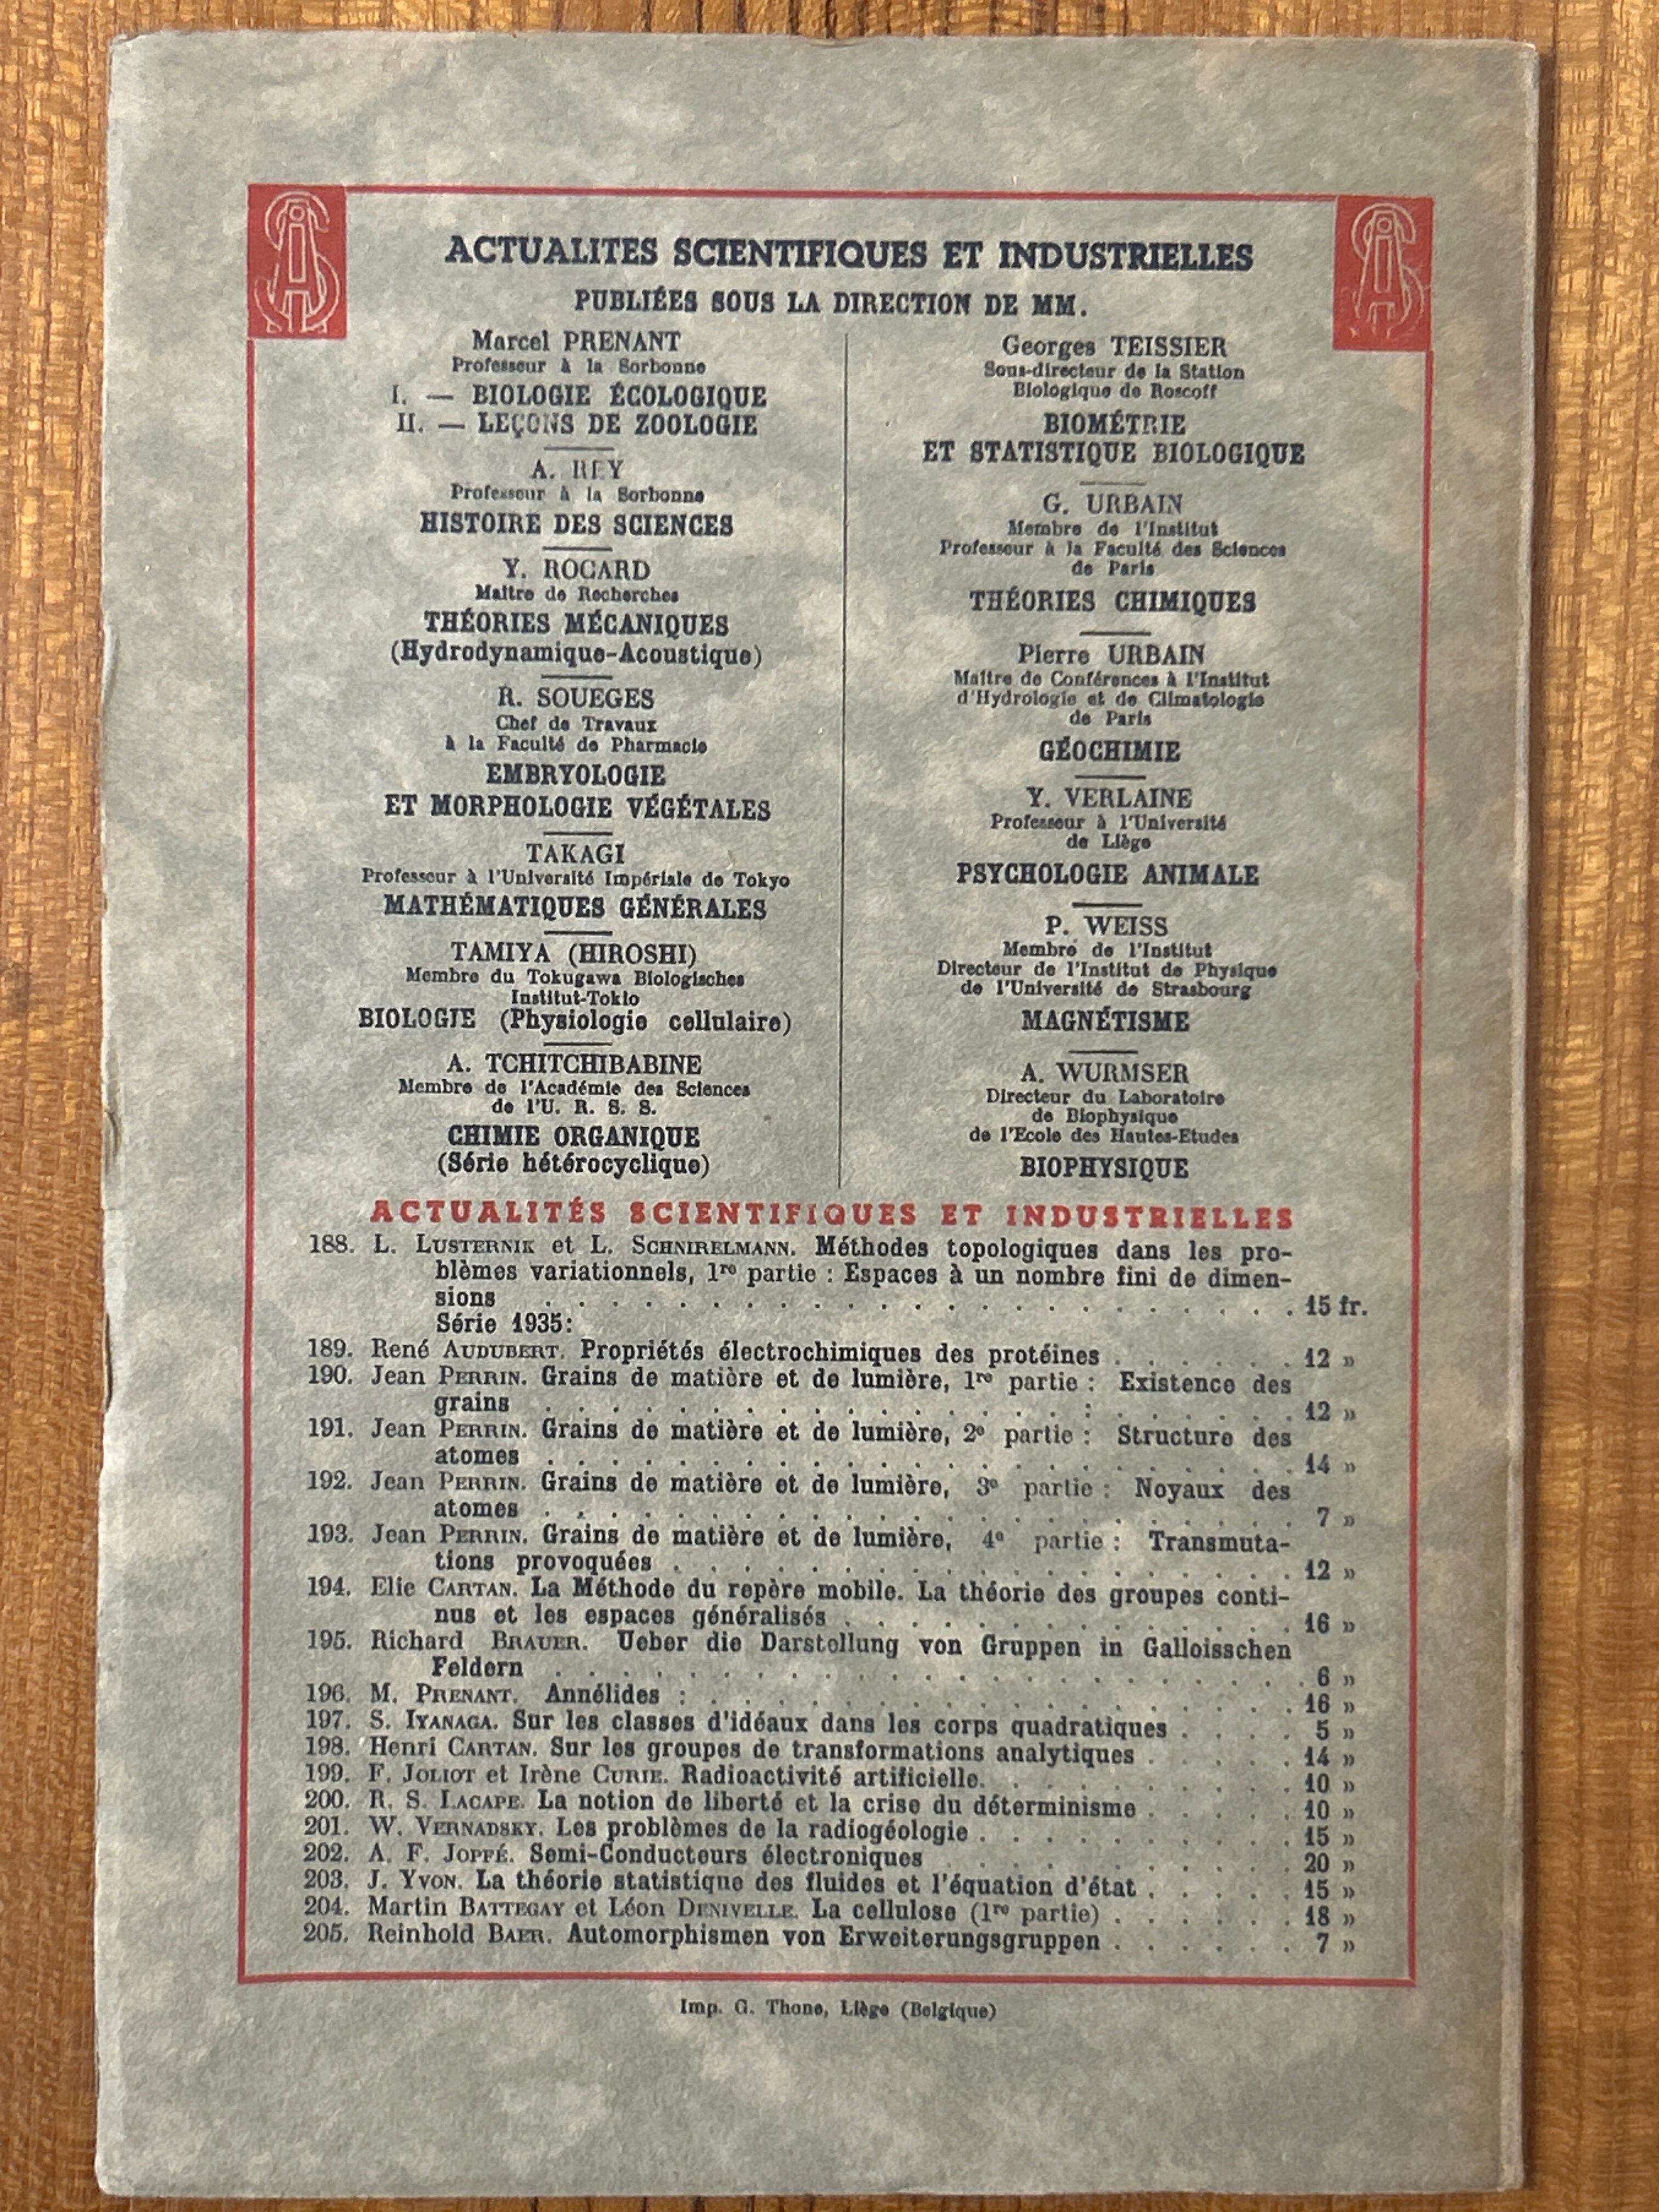 ACTUALITES SCIENTIFIQUES ET INDUSTRIELLES
PUBLIÉES SOUS LA DIRECTION DE MM.
Marcel PRENANT
Professeur à la Sorbonne
I. — BIOLOGIE ÉCOLOGIQUE
II. — LEÇONS DE ZOOLOGIE
A. REY
Professeur à la Sorbonne
HISTOIRE DES SCIENCES
Y. ROCARD
Maître de Recherches
THÉORIES MÉCANIQUES
(Hydrodynamique-Acoustique)
R. SOUEGES
Chef de Travaux
à la Faculté de Pharmacie
EMBRYOLOGIE
ET MORPHOLOGIE VÉGÉTALES
TAKAGI
Professeur à l'Université Impériale de Tokyo
MATHÉMATIQUES GÉNÉRALES
TAMIYA (HIROSHI)
Membre du Tokugawa Biologisches
Institut-Tokio
BIOLOGIE (Physiologie cellulaire)
A. TCHITCHIBABINE
Membre de l'Académie des Sciences
de l'U. R. S. S.
CHIMIE ORGANIQUE
(Série hétérocyclique)
Georges TEISSIER
Sous-directeur de la Station
Biologique de Roscoff
BIOMÉTRIE
ET STATISTIQUE BIOLOGIQUE
G. URBAIN
Membre de l'Institut
Professeur à la Faculté des Sciences
de Paris
THÉORIES CHIMIQUES
Pierre URBAIN
Maître de Conférences à l'Institut
d'Hydrologie et de Climatologie
de Paris
GÉOCHIMIE
Y. VERLAINE
Professeur à l'Université
de Liège
PSYCHOLOGIE ANIMALE
P. WEISS
Membre de l'Institut
Directeur de l'Institut de Physique
de l'Université de Strasbourg
MAGNÉTISME
A. WURMSER
Directeur du Laboratoire
de Biophysique
de l'Ecole des Hautes-Etudes
BIOPHYSIQUE
ACTUALITÉS SCIENTIFIQUES ET INDUSTRIELLES
188. L. LUSTERNIK et L. SCHNIRELMANN. Méthodes topologiques dans les pro-
blèmes variationnels, 1re partie : Espaces à un nombre fini de dimen-
sions . . . . . . . . . . . . . . . . . . . . . . 15 fr.
Série 1935:
189. René AUDUBERT. Propriétés électrochimiques des protéines . . . . . . 12 »
190. Jean PERRIN. Grains de matière et de lumière, 1re partie : Existence des
grains . . . . . . . . . . . . . . . . . . . . . . 12 »
191. Jean PERRIN. Grains de matière et de lumière, 2e partie : Structure des
atomes . . . . . . . . . . . . . . . . . . . . . . 14 »
192. Jean PERRIN. Grains de matière et de lumière, 3e partie : Noyaux des
atomes . . . . . . . . . . . . . . . . . . . . . . 7 »
193. Jean PERRIN. Grains de matière et de lumière, 4e partie : Transmuta-
tions provoquées . . . . . . . . . . . . . . . . . . 12 »
194. Elie CARTAN. La Méthode du repère mobile. La théorie des groupes conti-
nus et les espaces généralisés . . . . . . . . . . . . . 16 »
195. Richard BRAUER. Ueber die Darstellung von Gruppen in Galloisschen
Feldern . . . . . . . . . . . . . . . . . . . . . . 6 »
196. M. PRENANT. Annélides : . . . . . . . . . . . . . . . . . 16 »
197. S. IYANAGA. Sur les classes d'idéaux dans les corps quadratiques . . . . 5 »
198. Henri CARTAN. Sur les groupes de transformations analytiques . . . . . 14 »
199. F. JOLIOT et Irène CURIE. Radioactivité artificielle. . . . . . . . . . 10 »
200. R. S. LACAPE. La notion de liberté et la crise du déterminisme . . . . . 10 »
201. W. VERNADSKY. Les problèmes de la radiogéologie . . . . . . . . . 15 »
202. A. F. JOFFÉ. Semi-Conducteurs électroniques . . . . . . . . . . 20 »
203. J. YVON. La théorie statistique des fluides et l'équation d'état . . . . . 15 »
204. Martin BATTEGAY et Léon DENIVELLE. La cellulose (1re partie) . . . . . . 18 »
205. Reinhold BAER. Automorphismen von Erweiterungsgruppen . . . . . . 7 »
Imp. G. Thone, Liège (Belgique)